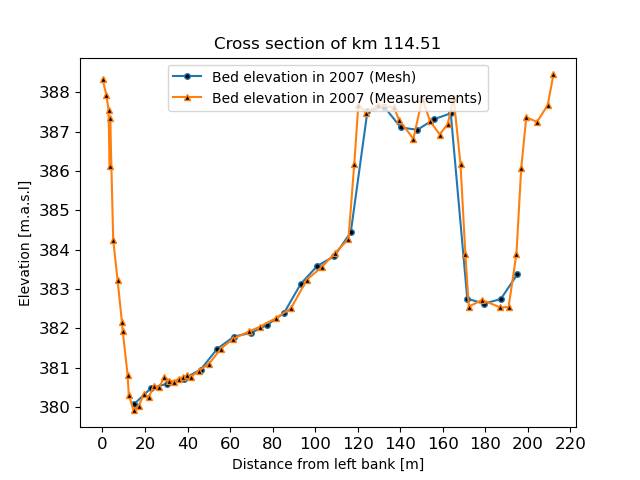 Cross section of km 114.51
Bed elevation in 2007 (Mesh)
Bed elevation in 2007 (Measurements)
Elevation [m.a.s.l]
388
387
386
385
384
383
382
381
380
0 20 40 60 80 100 120 140 160 180 200 220
Distance from left bank [m]